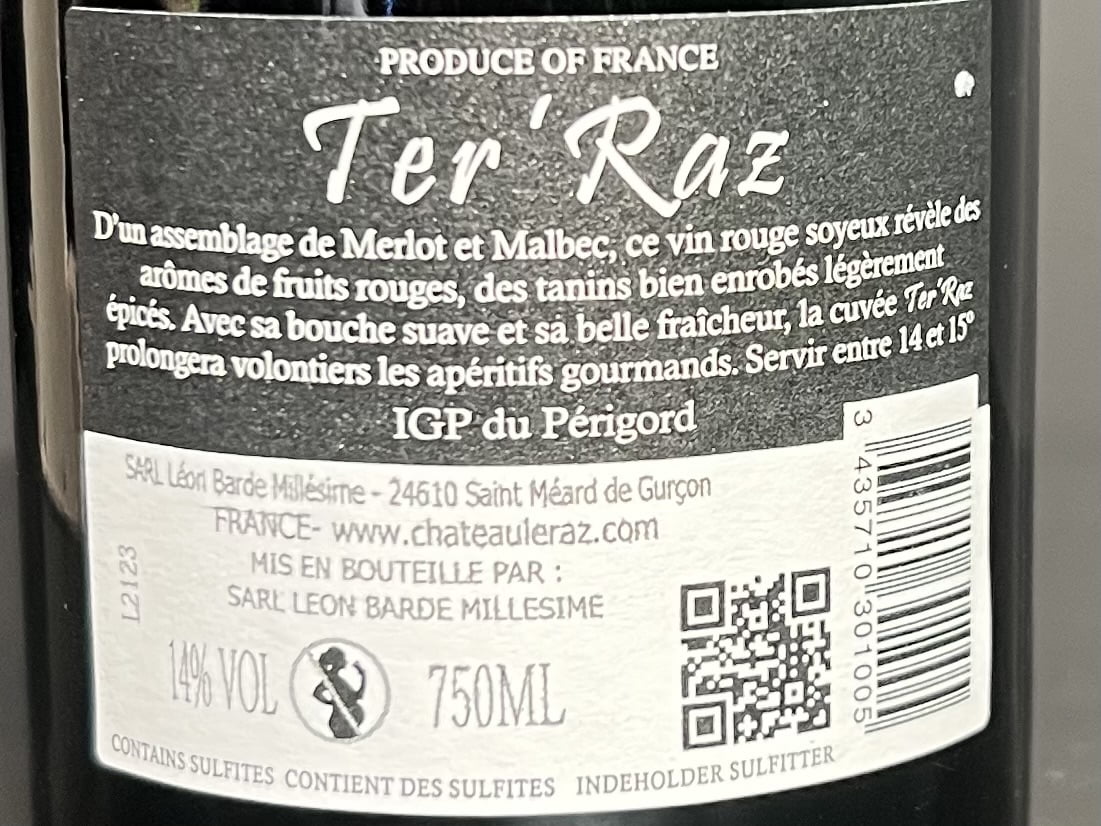 PRODUCE OF FRANCE
Ter'Raz
D'un assemblage de Merlot et Malbec, ce vin rouge soyeux révèle des
arômes de fruits rouges, des tanins bien enrobés légèrement
épicés. Avec sa bouche suave et sa belle fraîcheur, la cuvée Ter'Raz
prolongera volontiers les apéritifs gourmands. Servir entre 14 et 15°
IGP du Périgord
SARL Léon Barde Millésime - 24610 Saint Méard de Gurçon
FRANCE- www.chateauleraz.com
MIS EN BOUTEILLE PAR :
SARL LEON BARDE MILLESIME
L2123
14% VOL
750ML
3 435710 301005
CONTAINS SULFITES CONTIENT DES SULFITES INDEHOLDER SULFITTER